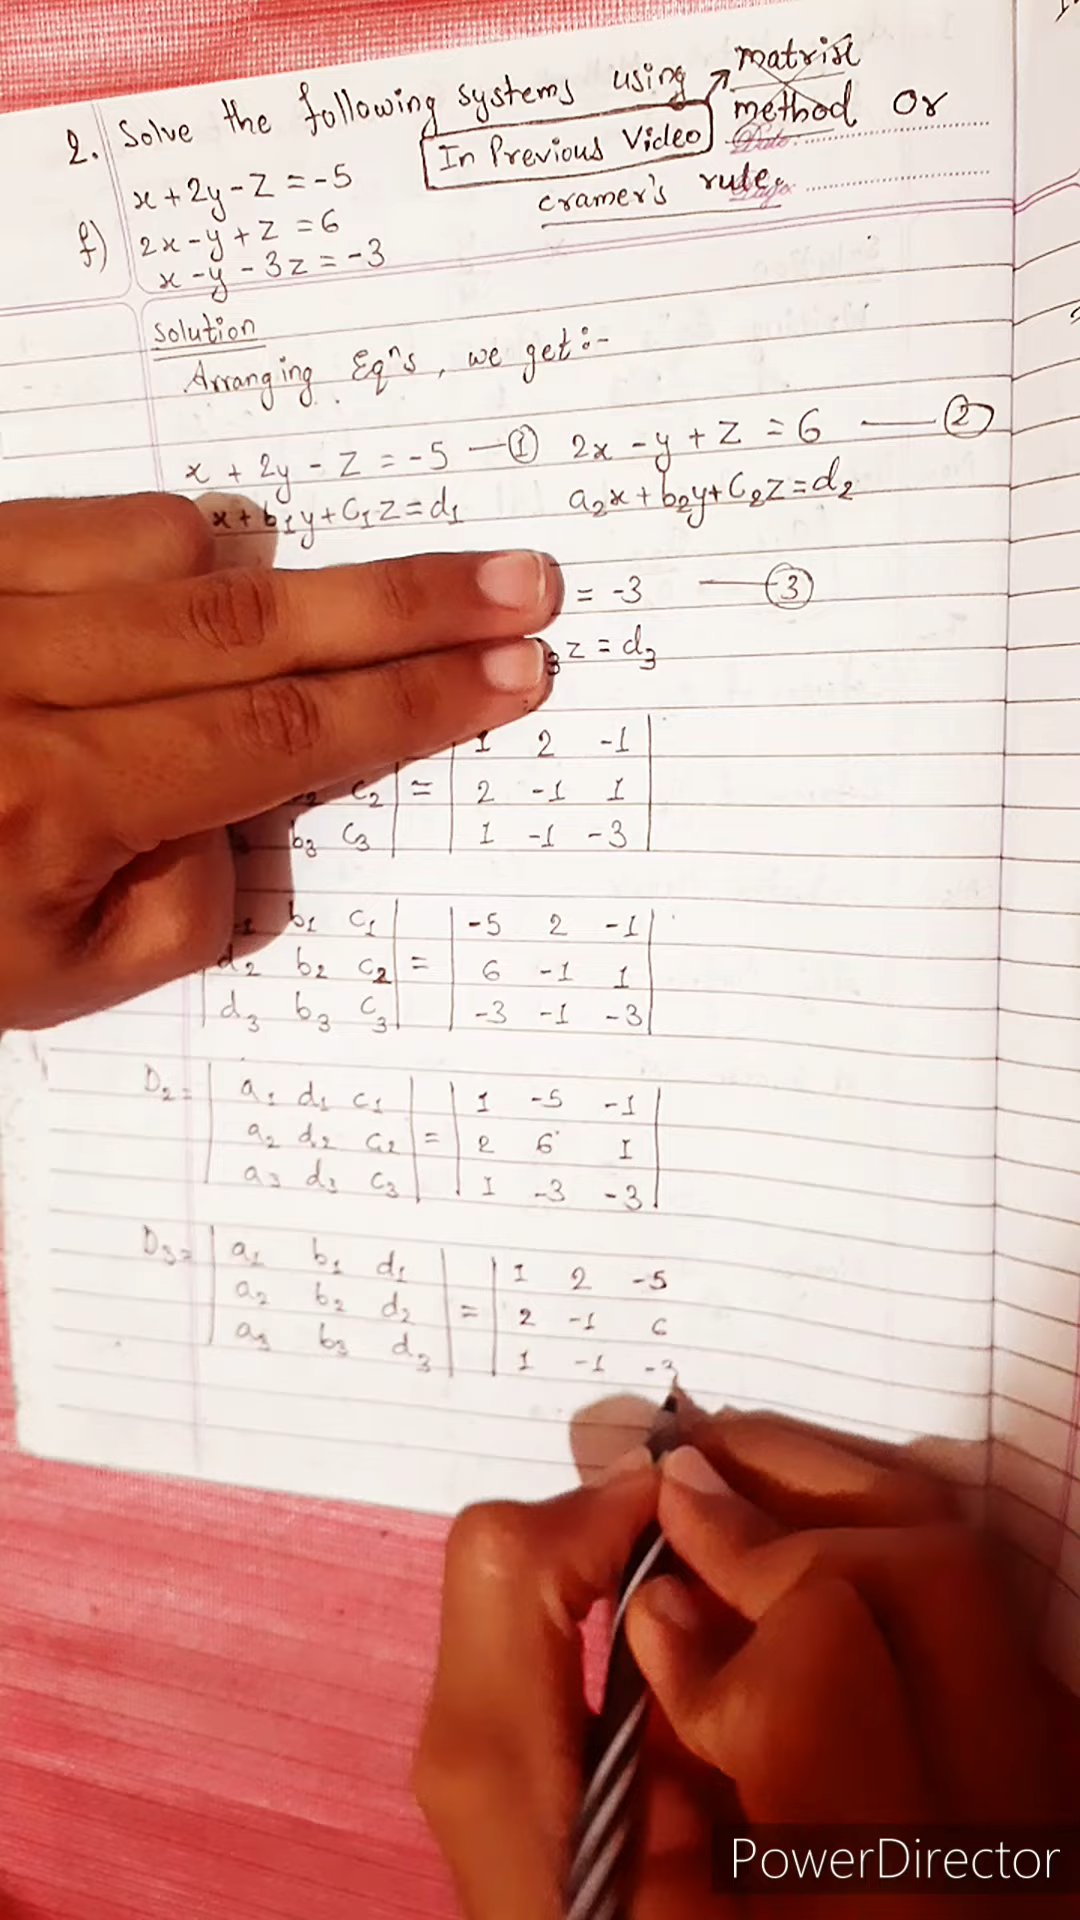 2. Solve the following systems using → matrix
method or
In Previous Video
cramer's rule.
f) x + 2y - z = -5
2x - y + z = 6
x - y - 3z = -3
Solution
Arranging Eqⁿs, we get :-
x + 2y - z = -5 — ① 2x - y + z = 6 — ②
x + b₁y + c₁z = d₁ a₂x + b₂y + c₂z = d₂
= -3 — ③
₃z = d₃
| 1 2 -1 |
c₂ | = | 2 -1 1 |
b₃ c₃ | | 1 -1 -3 |
b₁ c₁ | | -5 2 -1 |
d₂ b₂ c₂ | = | 6 -1 1 |
| d₃ b₃ c₃ | | -3 -1 -3 |
D₂ = | a₁ d₁ c₁ | | 1 -5 -1 |
| a₂ d₂ c₂ | = | 2 6 1 |
| a₃ d₃ c₃ | | 1 -3 -3 |
D₃ = | a₁ b₁ d₁ | | 1 2 -5
| a₂ b₂ d₂ | = | 2 -1 6
| a₃ b₃ d₃ | | 1 -1 -3
PowerDirector